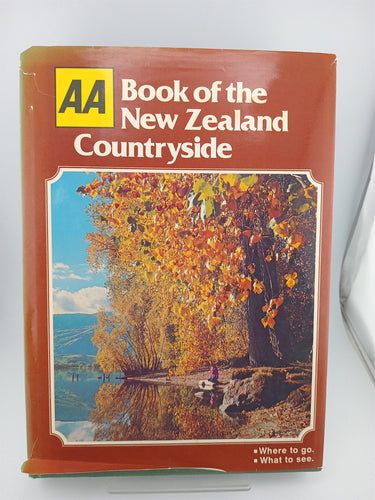 AA
Book of the
New Zealand
Countryside
▪ Where to go.
▪ What to see.